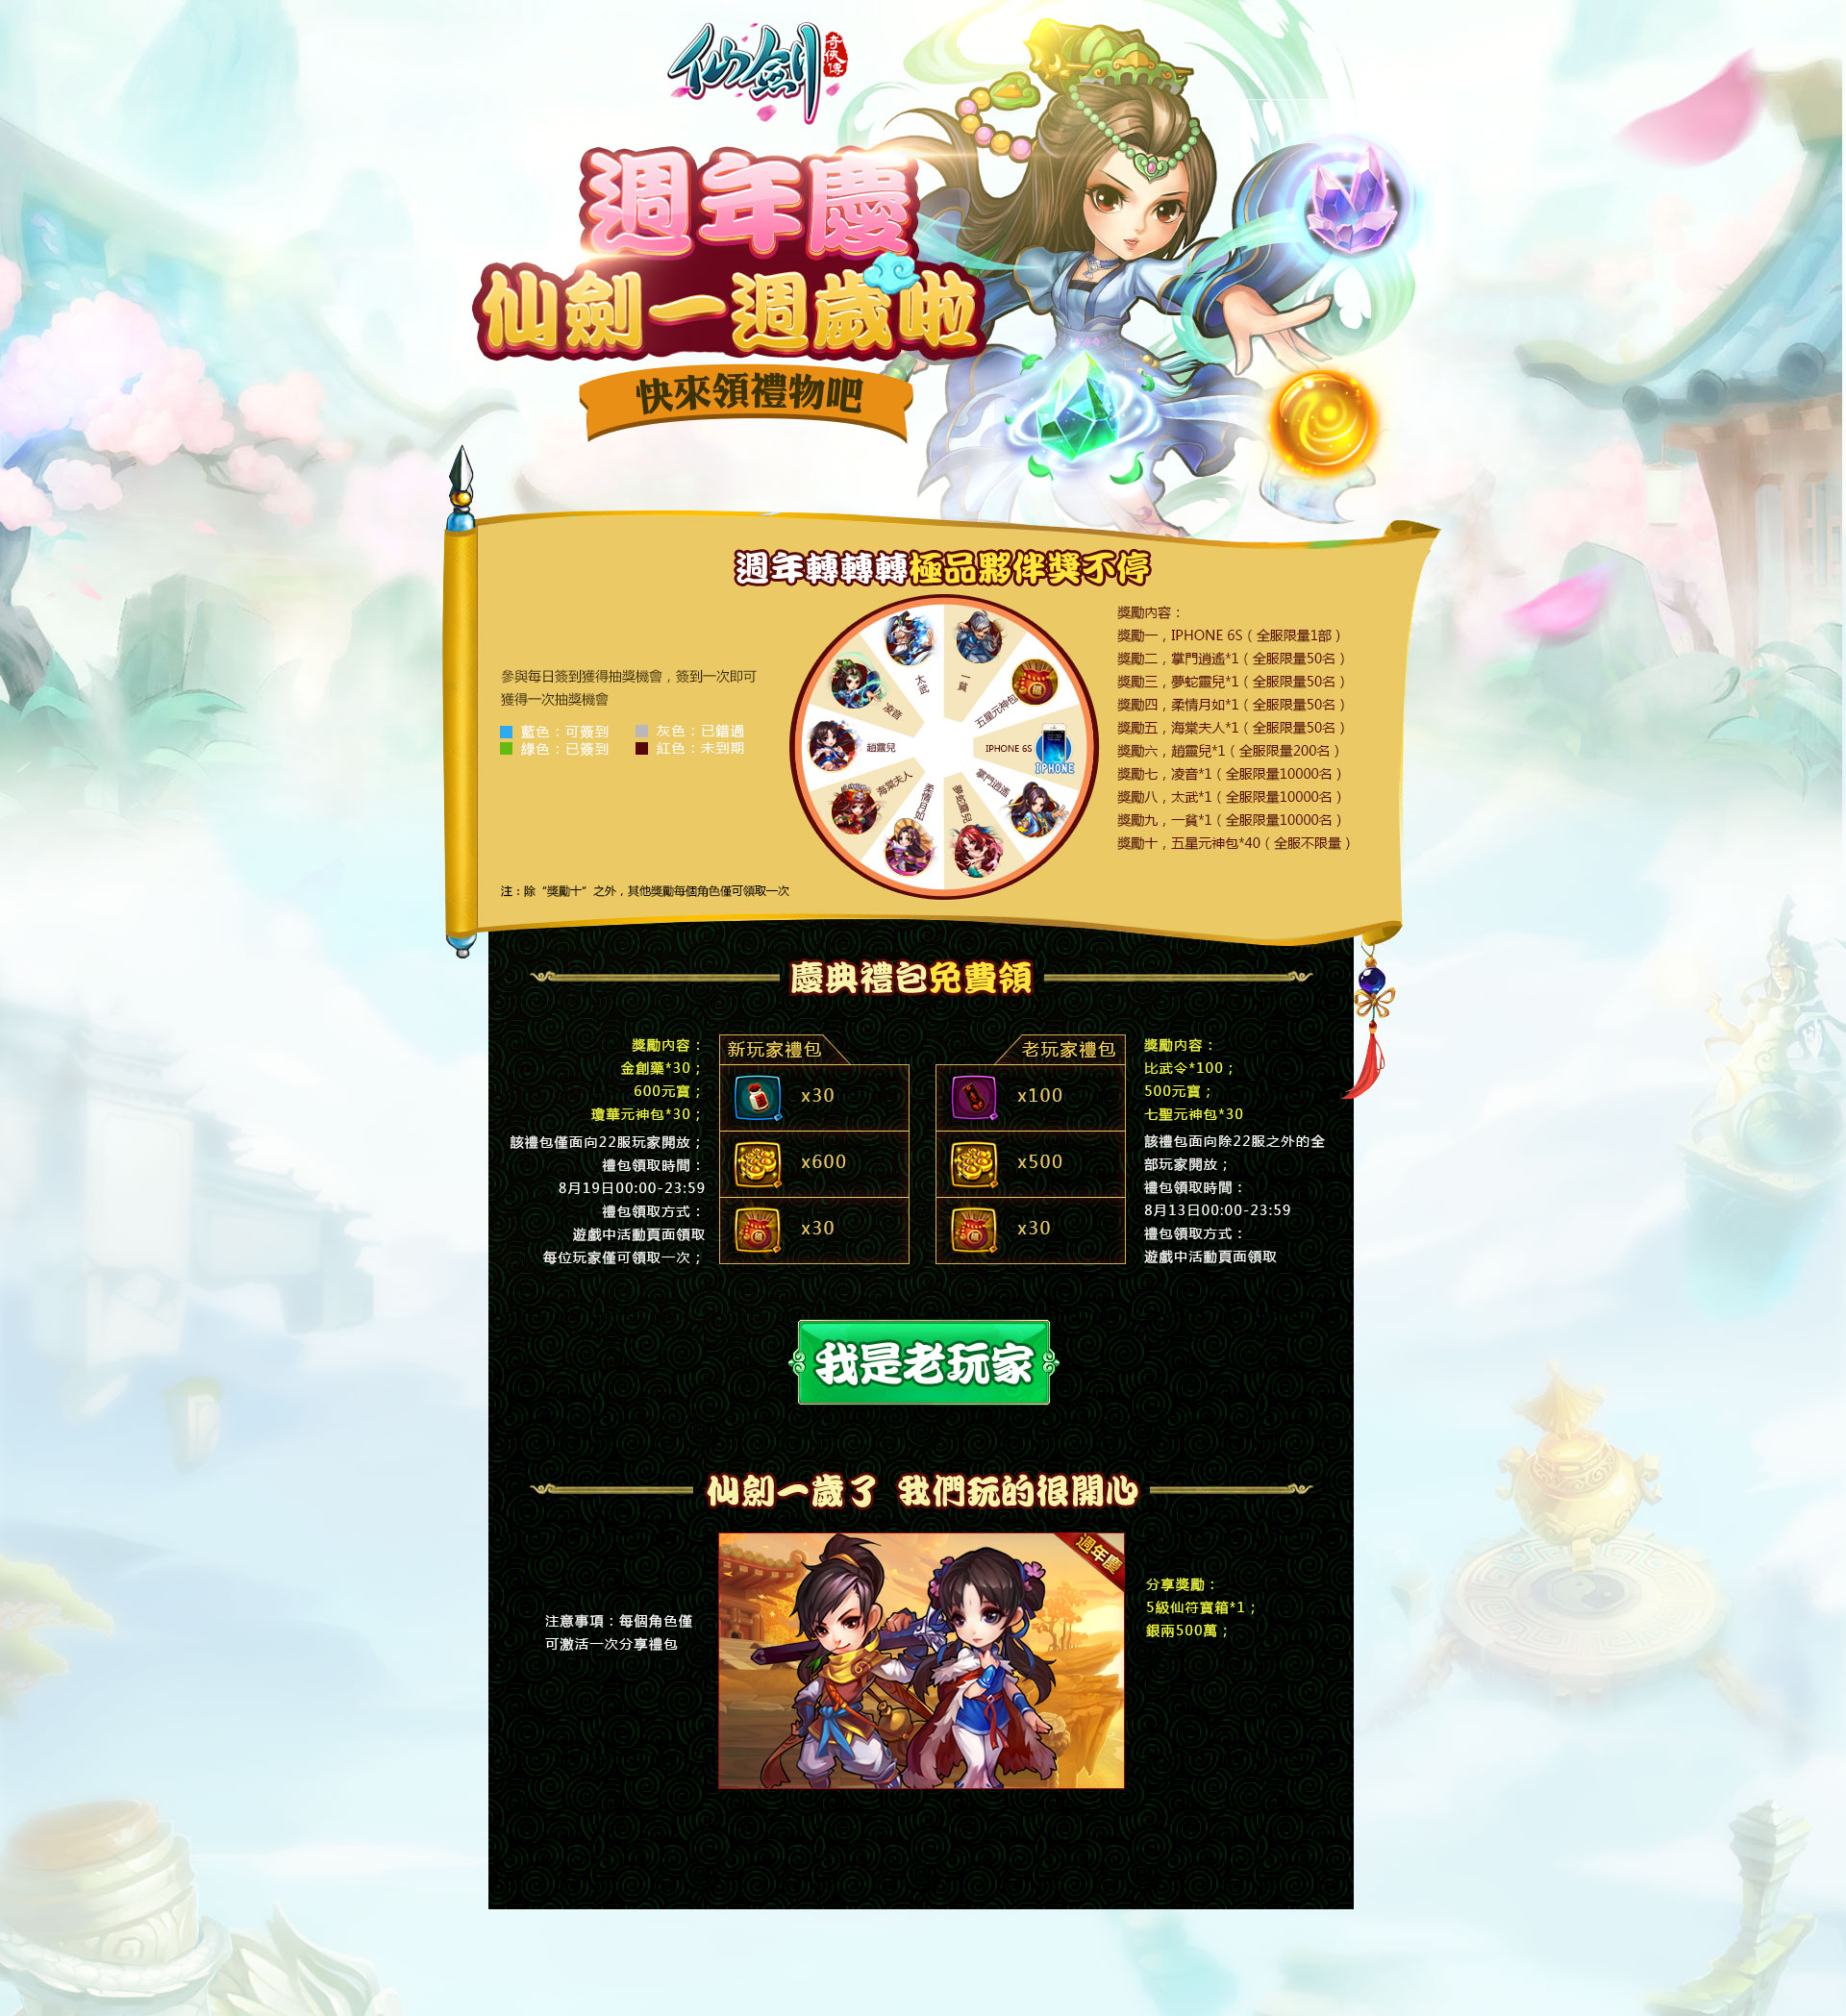 仙劍
奇俠傳
週年慶
仙劍一週歲啦
快來領禮物吧
週年轉轉轉極品夥伴獎不停
參與每日簽到獲得抽獎機會，簽到一次即可
獲得一次抽獎機會
藍色：可簽到
灰色：已錯過
綠色：已簽到
紅色：未到期
注：除“獎勵十”之外，其他獎勵每個角色僅可領取一次
太武
一貧
五星元神包
凌音
趙靈兒
IPHONE 6S
IPHONE
海棠夫人
柔情月如
夢蛇靈兒
掌門逍遙
獎勵內容：
獎勵一，IPHONE 6S（全服限量1部）
獎勵二，掌門逍遙*1（全服限量50名）
獎勵三，夢蛇靈兒*1（全服限量50名）
獎勵四，柔情月如*1（全服限量50名）
獎勵五，海棠夫人*1（全服限量50名）
獎勵六，趙靈兒*1（全服限量200名）
獎勵七，凌音*1（全服限量10000名）
獎勵八，太武*1（全服限量10000名）
獎勵九，一貧*1（全服限量10000名）
獎勵十，五星元神包*40（全服不限量）
慶典禮包免費領
獎勵內容：
金創藥*30；
600元寶；
瓊華元神包*30；
該禮包僅面向22服玩家開放；
禮包領取時間：
8月19日00:00-23:59
禮包領取方式：
遊戲中活動頁面領取
每位玩家僅可領取一次；
新玩家禮包
x30
x600
x30
老玩家禮包
x100
x500
x30
獎勵內容：
比武令*100；
500元寶；
七聖元神包*30
該禮包面向除22服之外的全
部玩家開放；
禮包領取時間：
8月13日00:00-23:59
禮包領取方式：
遊戲中活動頁面領取
我是老玩家
仙劍一歲了 我們玩的很開心
注意事項：每個角色僅
可激活一次分享禮包
週年慶
分享獎勵：
5級仙符寶箱*1；
銀兩500萬；